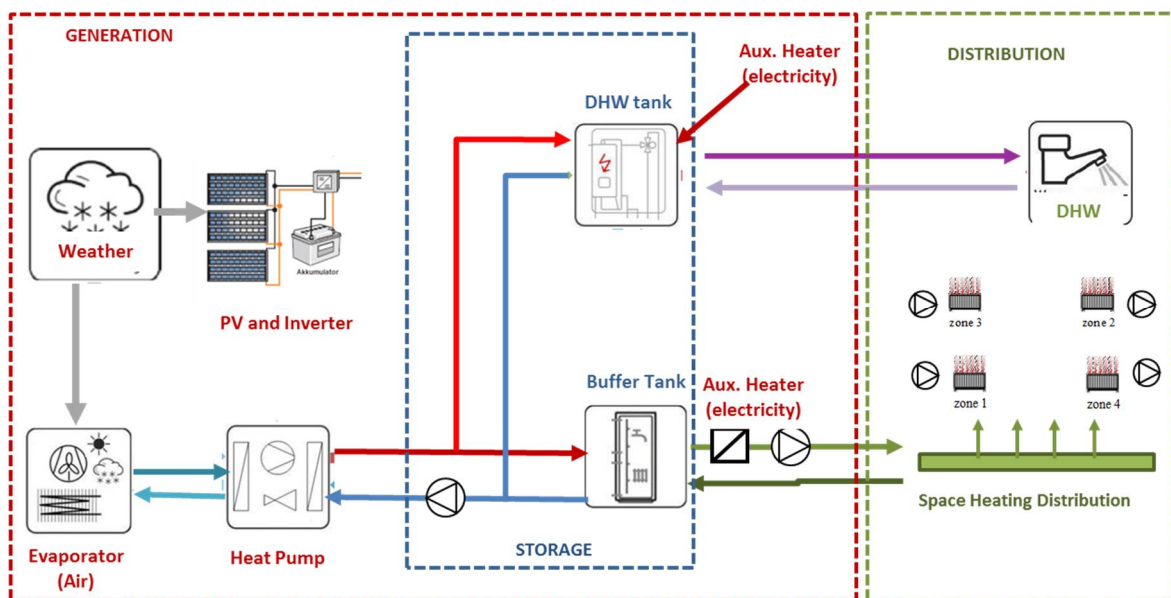 GENERATION
Aux. Heater
(electricity)
DISTRIBUTION
DHW tank
Weather
Akkumulator
DHW
PV and Inverter
zone 3
zone 2
Buffer Tank
Aux. Heater
(electricity)
zone 1
zone 4
Space Heating Distribution
Evaporator
(Air)
Heat Pump
STORAGE